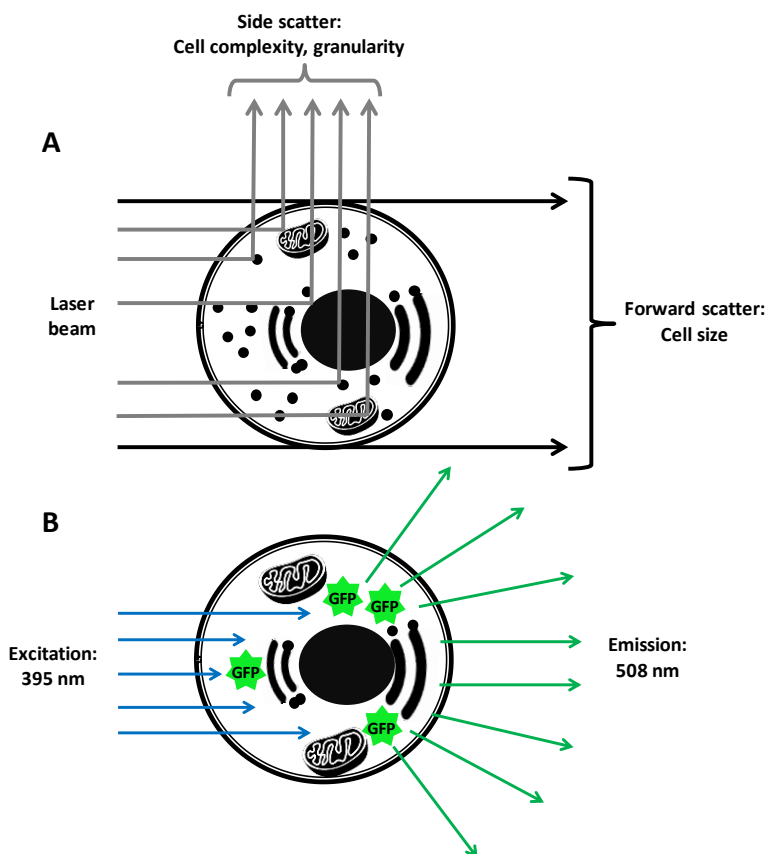 Side scatter:
Cell complexity, granularity
A
Laser
beam
Forward scatter:
Cell size
B
GFP
GFP
GFP
GFP
Excitation:
395 nm
Emission:
508 nm